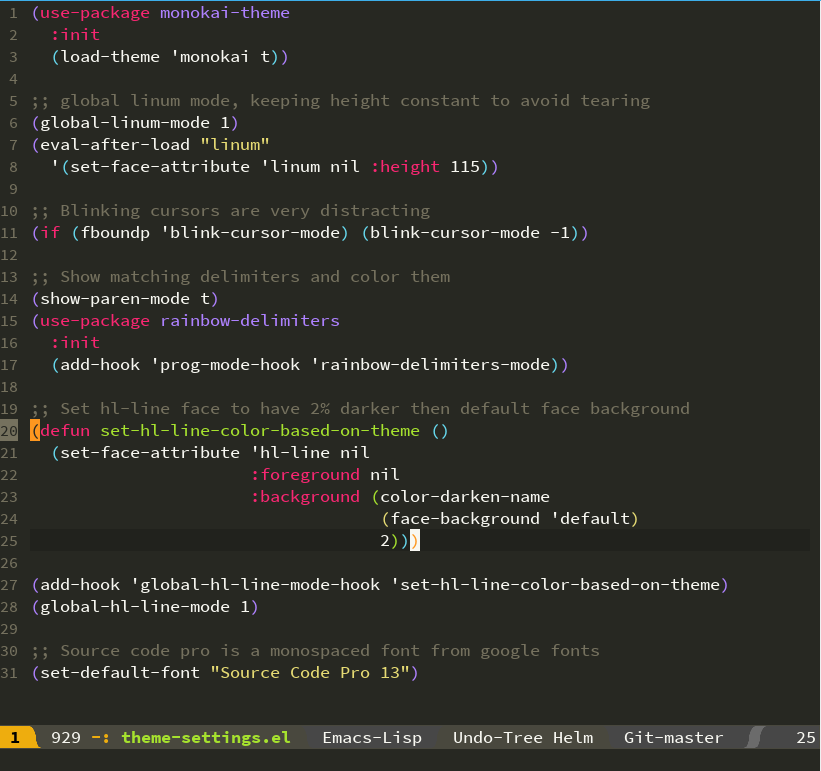 1 (use-package monokai-theme
2   :init
3   (load-theme 'monokai t))
4
5 ;; global linum mode, keeping height constant to avoid tearing
6 (global-linum-mode 1)
7 (eval-after-load "linum"
8   '(set-face-attribute 'linum nil :height 115))
9
10 ;; Blinking cursors are very distracting
11 (if (fboundp 'blink-cursor-mode) (blink-cursor-mode -1))
12
13 ;; Show matching delimiters and color them
14 (show-paren-mode t)
15 (use-package rainbow-delimiters
16   :init
17   (add-hook 'prog-mode-hook 'rainbow-delimiters-mode))
18
19 ;; Set hl-line face to have 2% darker then default face background
20 (defun set-hl-line-color-based-on-theme ()
21   (set-face-attribute 'hl-line nil
22                       :foreground nil
23                       :background (color-darken-name
24                                    (face-background 'default)
25                                    2)))
26
27 (add-hook 'global-hl-line-mode-hook 'set-hl-line-color-based-on-theme)
28 (global-hl-line-mode 1)
29
30 ;; Source code pro is a monospaced font from google fonts
31 (set-default-font "Source Code Pro 13")
1 929 -: theme-settings.el Emacs-Lisp Undo-Tree Helm Git-master 25